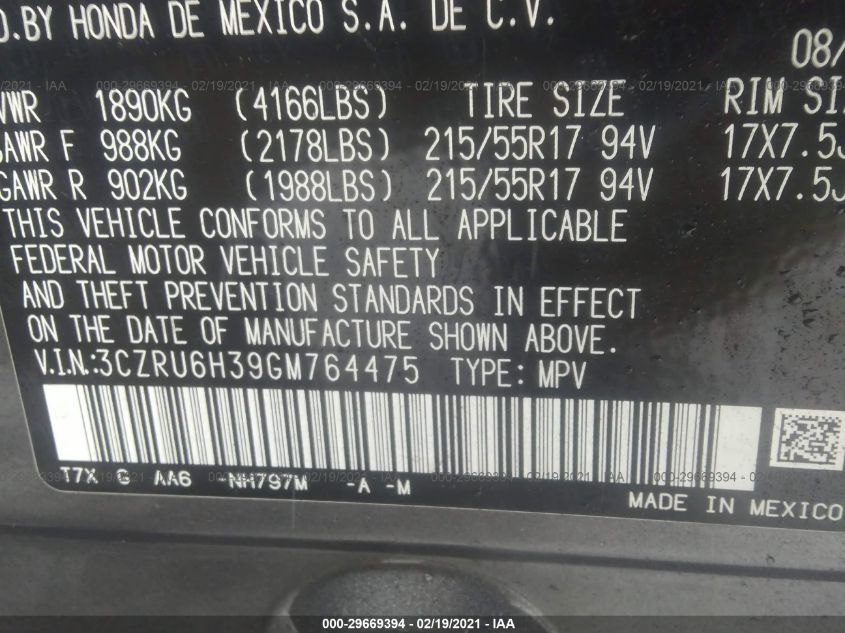 D.BY HONDA DE MEXICO S.A. DE C.V.
08/
VWR 1890KG (4166LBS) TIRE SIZE RIM SIZ
GAWR F 988KG (2178LBS) 215/55R17 94V 17X7.5J
GAWR R 902KG (1988LBS) 215/55R17 94V 17X7.5J
THIS VEHICLE CONFORMS TO ALL APPLICABLE
FEDERAL MOTOR VEHICLE SAFETY
AND THEFT PREVENTION STANDARDS IN EFFECT
ON THE DATE OF MANUFACTURE SHOWN ABOVE.
V.I.N.:3CZRU6H39GM764475 TYPE: MPV
T7X G AA6 NH797M -A -M
MADE IN MEXICO
000-29669394 - 02/19/2021 - IAA